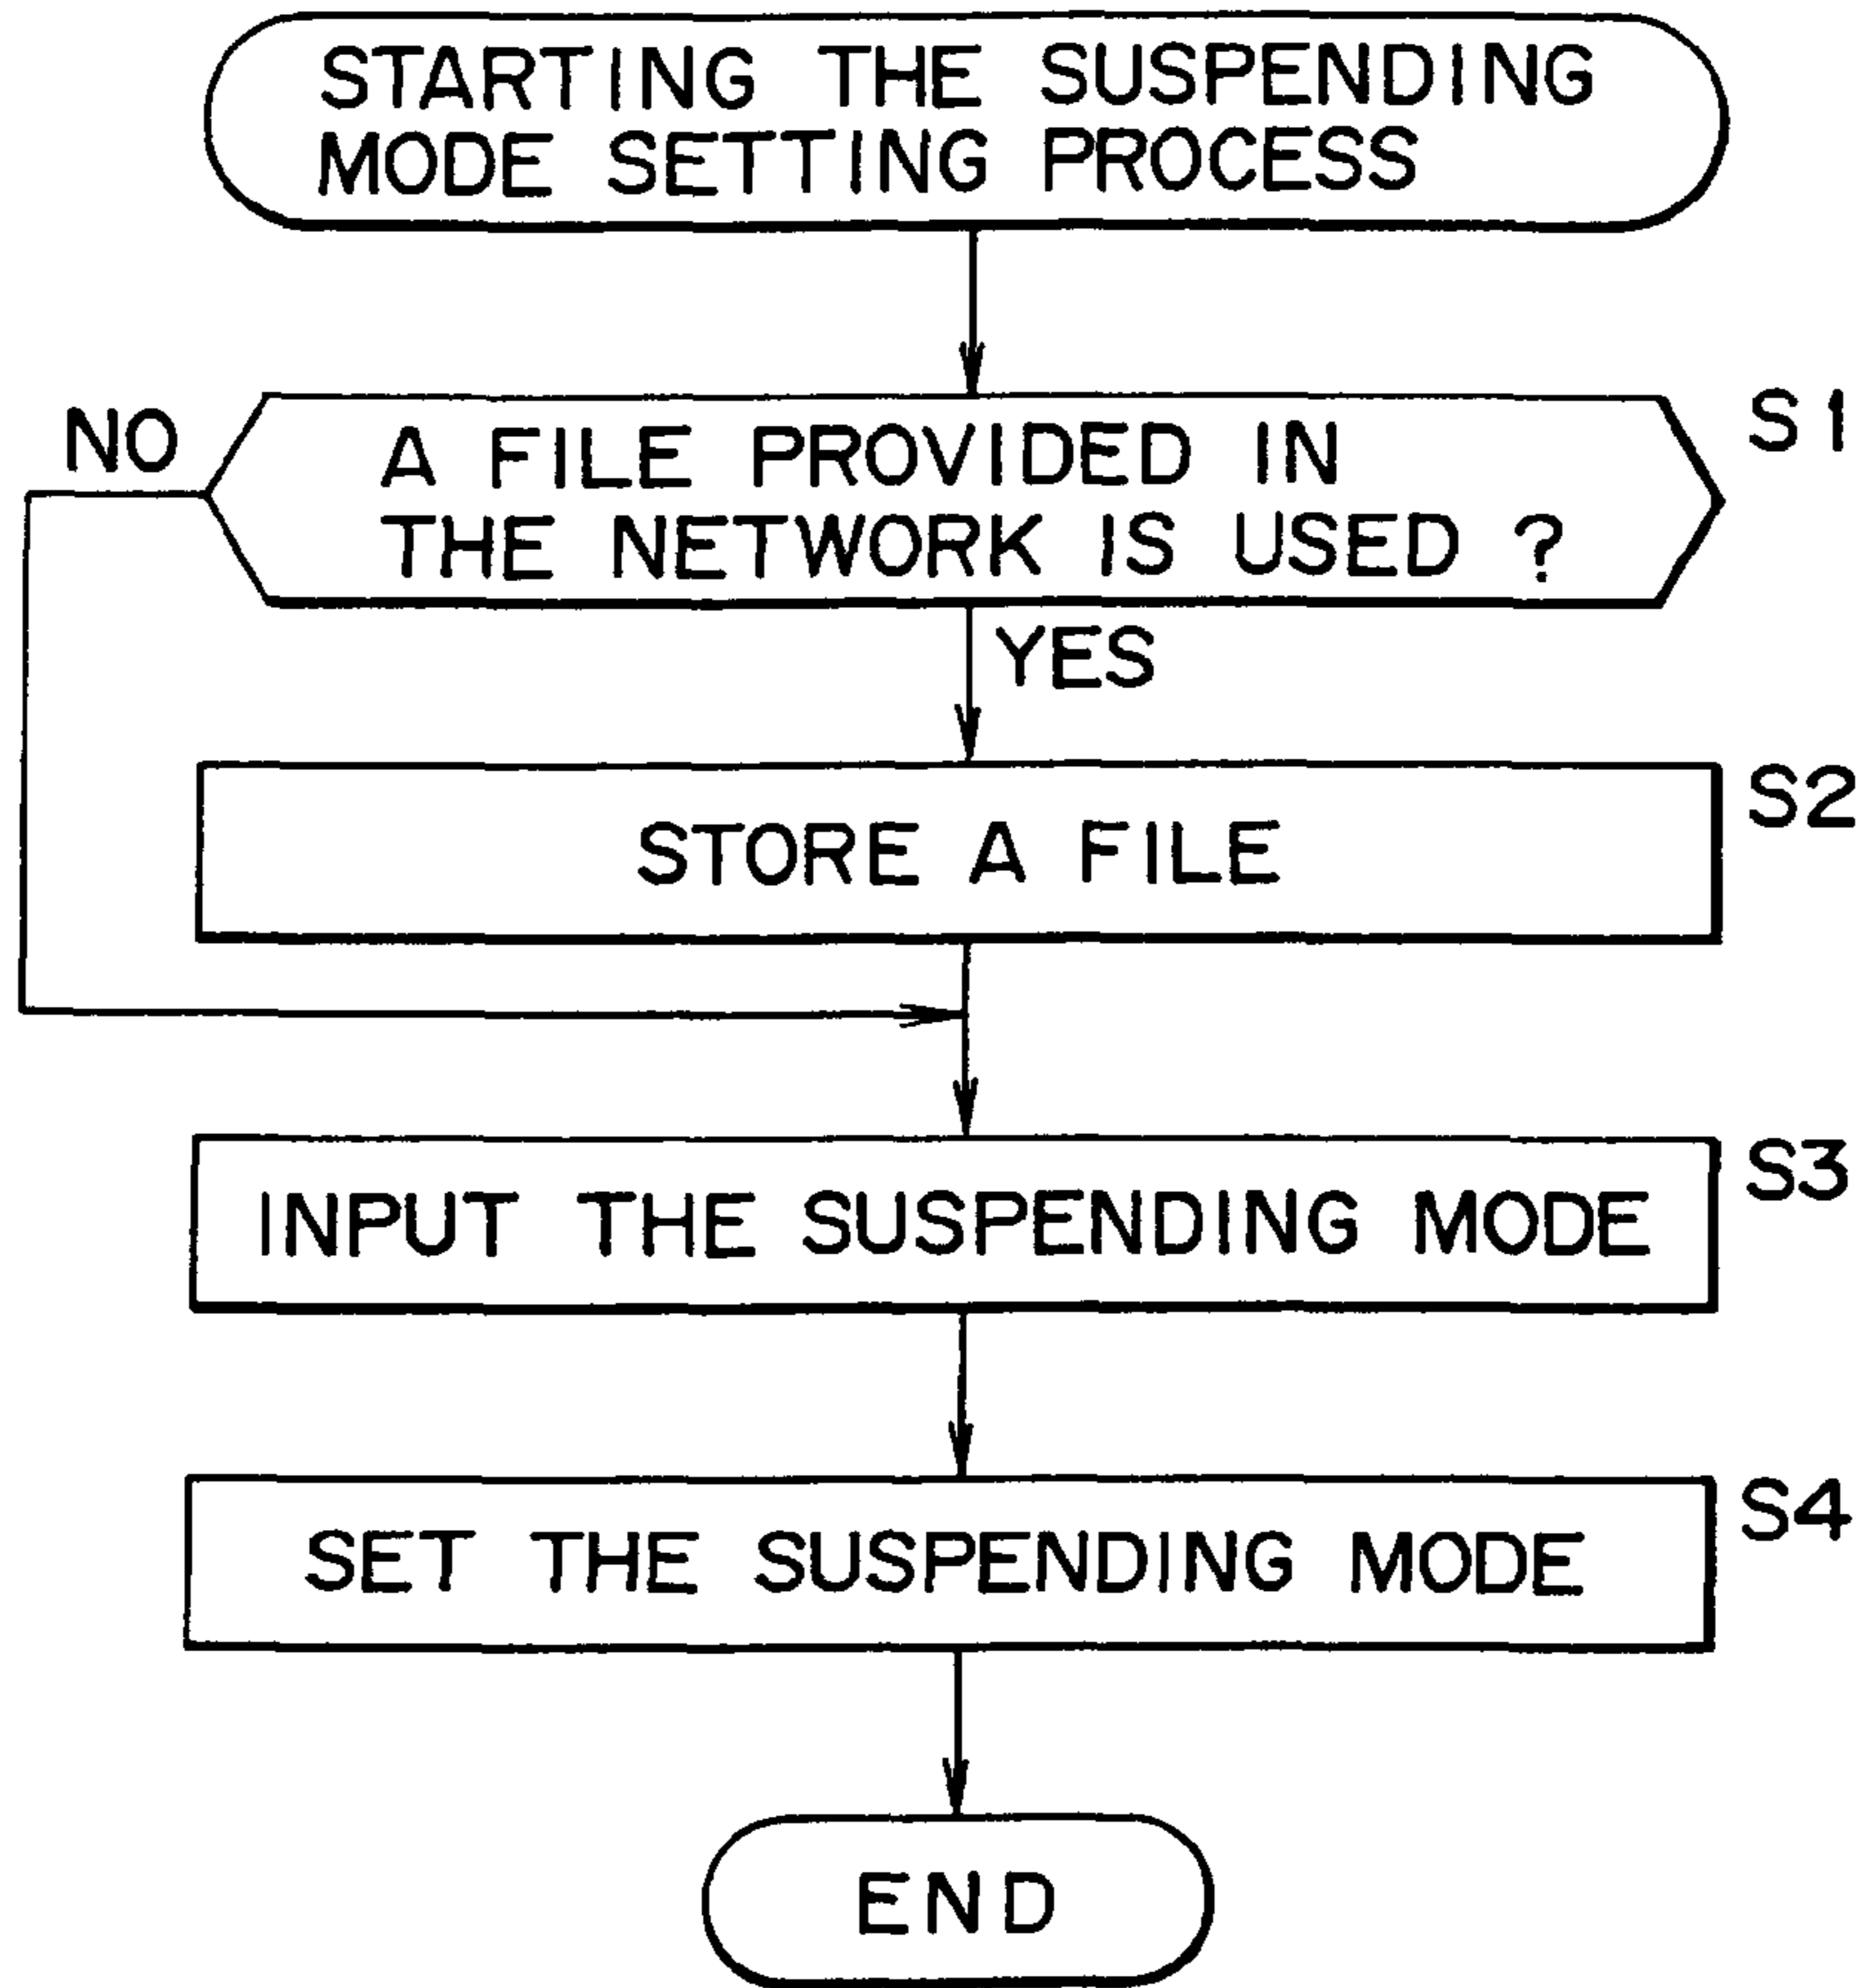 STARTING THE SUSPENDING
MODE SETTING PROCESS
S1
NO
A FILE PROVIDED IN
THE NETWORK IS USED ?
YES
S2
STORE A FILE
S3
INPUT THE SUSPENDING MODE
S4
SET THE SUSPENDING MODE
END